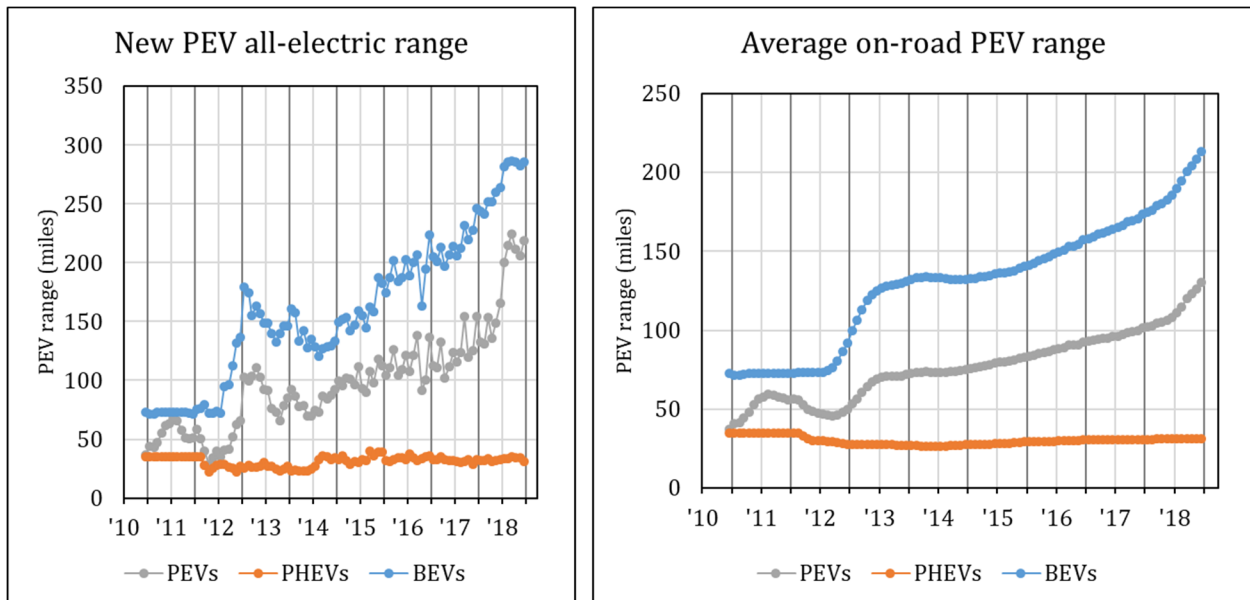 New PEV all-electric range
PEV range (miles)
350
300
250
200
150
100
50
0
'10 '11 '12 '13 '14 '15 '16 '17 '18
PEVs PHEVs BEVs
Average on-road PEV range
PEV range (miles)
250
200
150
100
50
0
'10 '11 '12 '13 '14 '15 '16 '17 '18
PEVs PHEVs BEVs